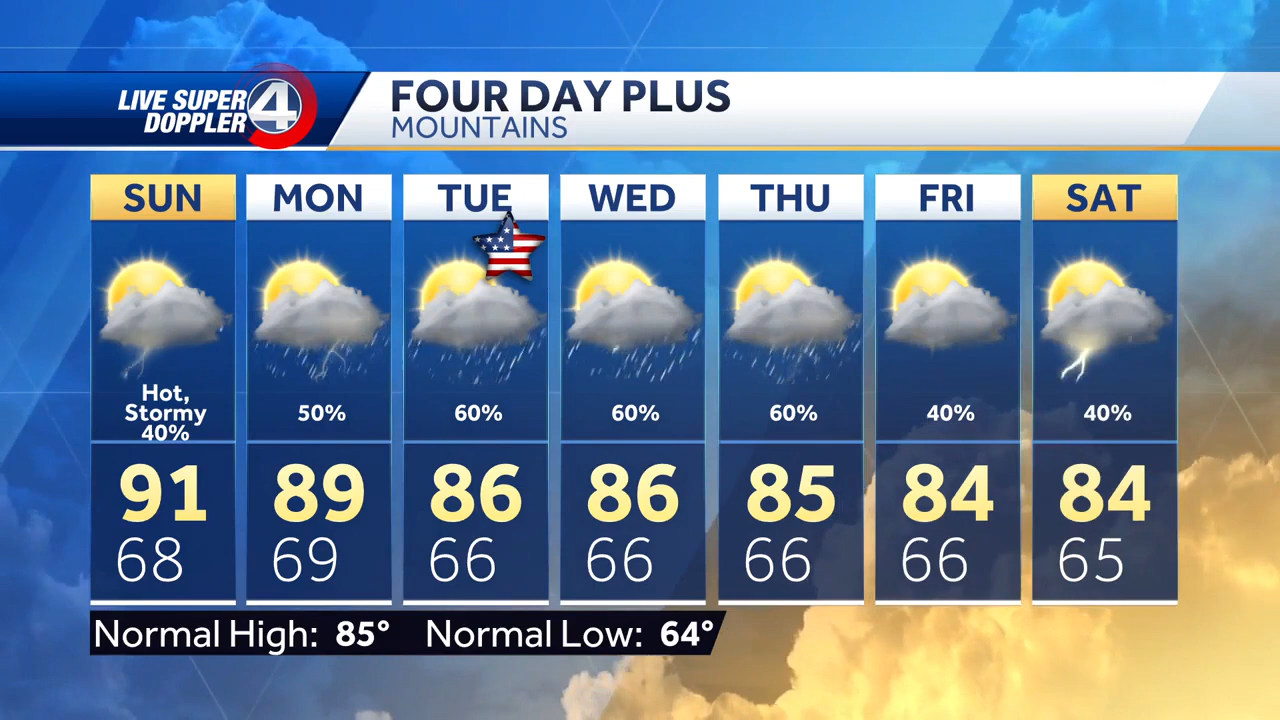 LIVE SUPER
DOPPLER 4
FOUR DAY PLUS
MOUNTAINS
SUN MON TUE WED THU FRI SAT
Hot,
Stormy
40% 50% 60% 60% 60% 40% 40%
91 89 86 86 85 84 84
68 69 66 66 66 66 65
Normal High: 85° Normal Low: 64°